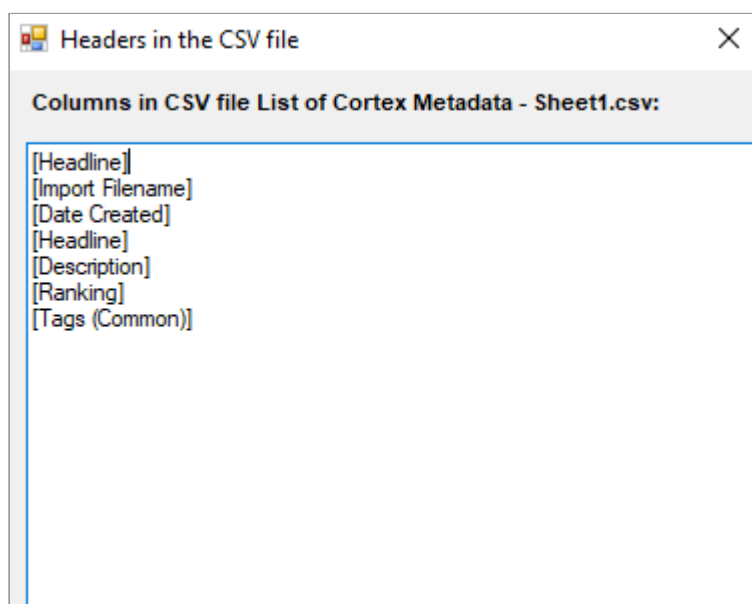 Headers in the CSV file
Columns in CSV file List of Cortex Metadata - Sheet1.csv:
[Headline]
[Import Filename]
[Date Created]
[Headline]
[Description]
[Ranking]
[Tags (Common)]